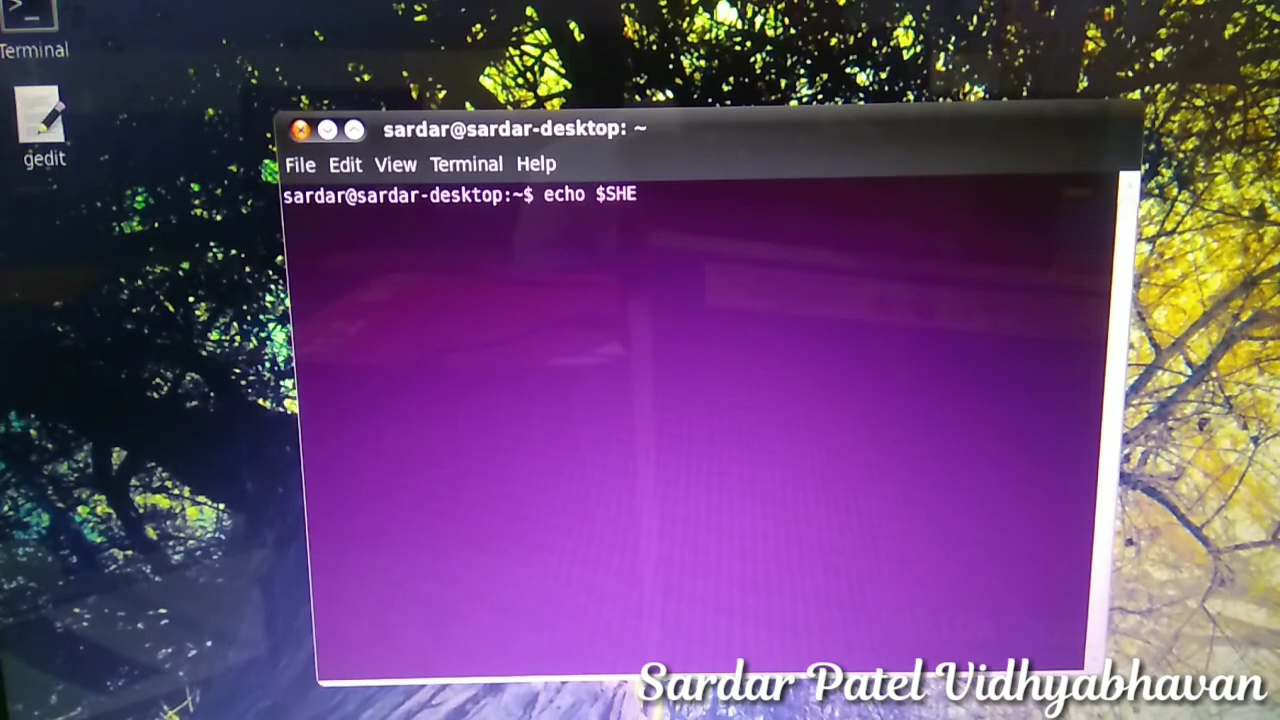 Terminal
gedit
sardar@sardar-desktop: ~
File Edit View Terminal Help
sardar@sardar-desktop:~$ echo $SHE
Sardar Patel Vidhyabhavan